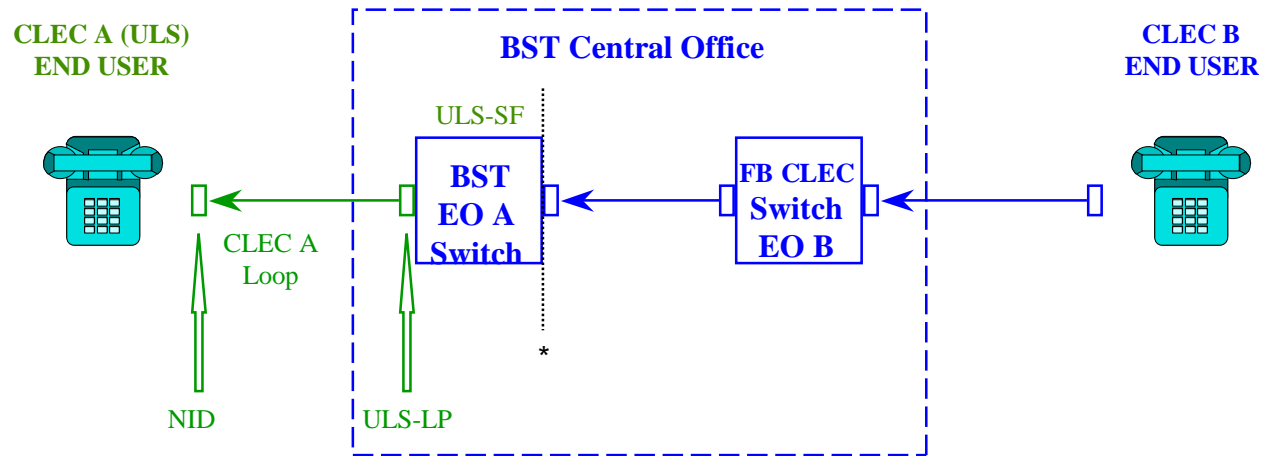 CLEC A (ULS)
END USER
BST Central Office
CLEC B
END USER
ULS-SF
BST
EO A
Switch
FB CLEC
Switch
EO B
CLEC A
Loop
*
NID
ULS-LP